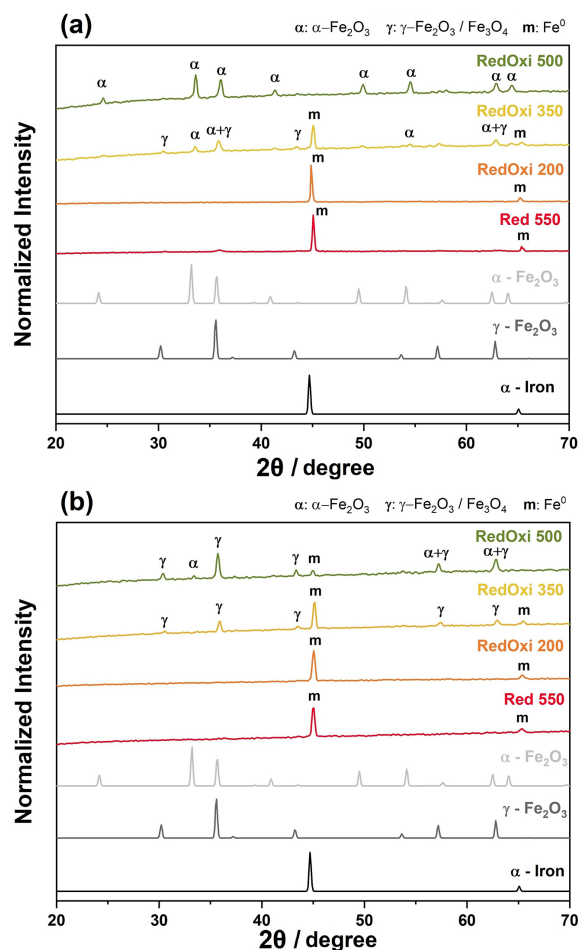 (a)
α: α–Fe₂O₃ γ: γ–Fe₂O₃ / Fe₃O₄ m: Fe⁰
RedOxi 500
α α α α α α α α
RedOxi 350
γ α α+γ γ m α α+γ m
RedOxi 200
m m
Red 550
m m
α - Fe₂O₃
γ - Fe₂O₃
α - Iron
Normalized Intensity
20 30 40 50 60 70
2θ / degree
(b)
α: α–Fe₂O₃ γ: γ–Fe₂O₃ / Fe₃O₄ m: Fe⁰
RedOxi 500
γ α γ γ m α+γ α+γ
RedOxi 350
γ γ γ m γ γ m
RedOxi 200
m m
Red 550
m m
α - Fe₂O₃
γ - Fe₂O₃
α - Iron
Normalized Intensity
20 30 40 50 60 70
2θ / degree